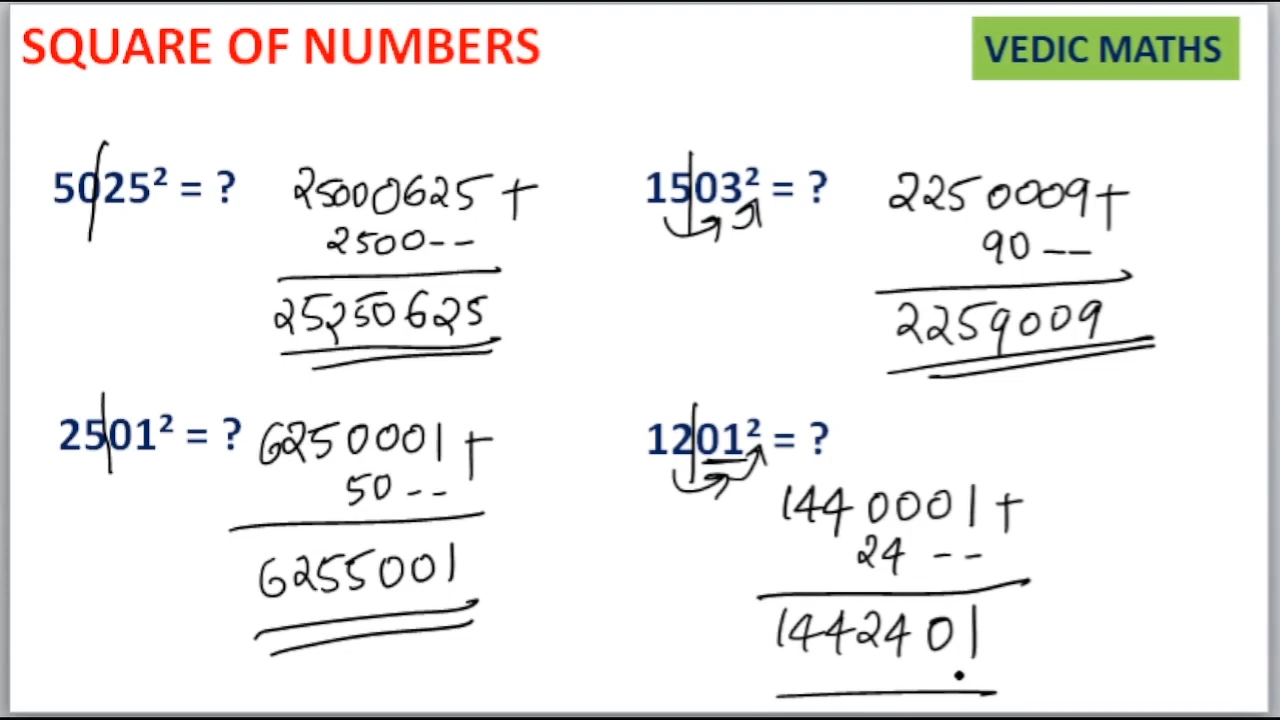 SQUARE OF NUMBERS
VEDIC MATHS
5025² = ?
25000625 +
2500--
25250625
1503² = ?
2250009+
90 --
2259009
2501² = ?
6250001+
50 --
6255001
1201² = ?
1440001+
24 --
1442401